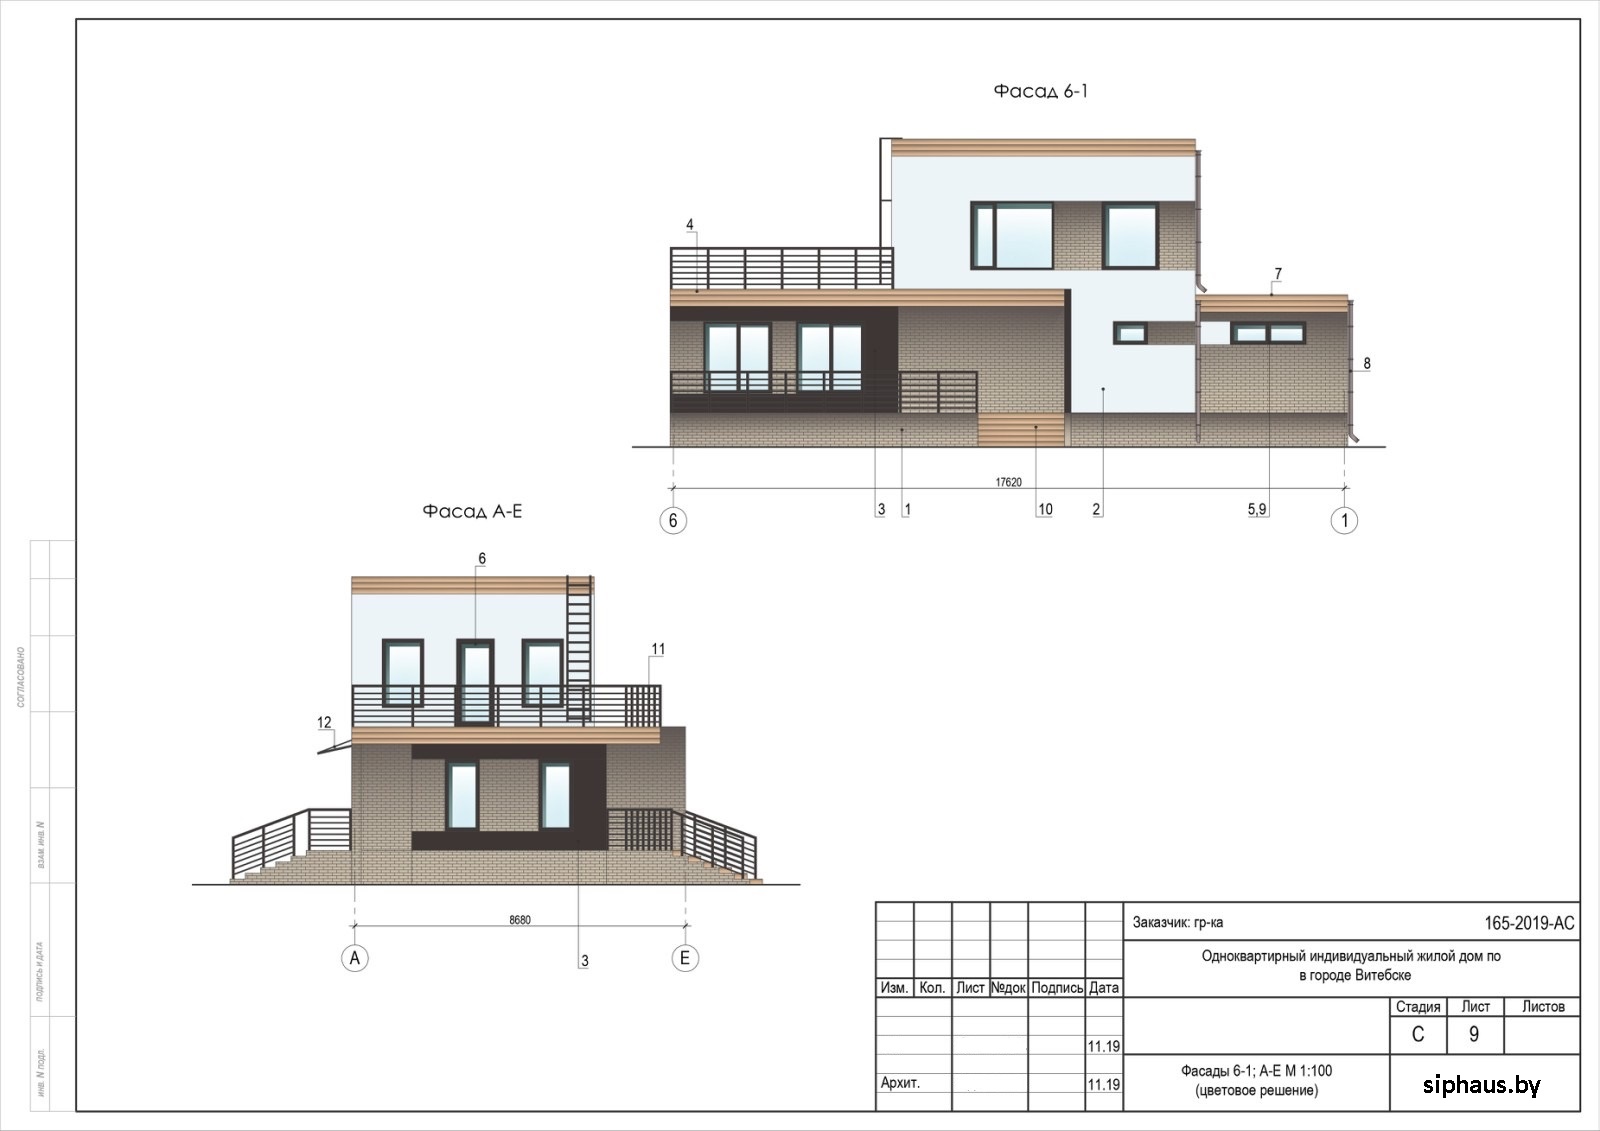 Фасад 6-1
4
7
8
17620
3
1
10
2
5,9
6
1
Фасад А-Е
6
11
12
8680
3
А
Е
СОГЛАСОВАНО
ВЗАМ. ИНВ. N
ПОДПИСЬ И ДАТА
ИНВ. N ПОДЛ.
Заказчик: гр-ка
165-2019-АС
Одноквартирный индивидуальный жилой дом по
в городе Витебске
Изм.
Кол.
Лист
№док
Подпись
Дата
Стадия
Лист
Листов
С
9
11.19
Архит.
11.19
Фасады 6-1; А-Е М 1:100
(цветовое решение)
siphaus.by